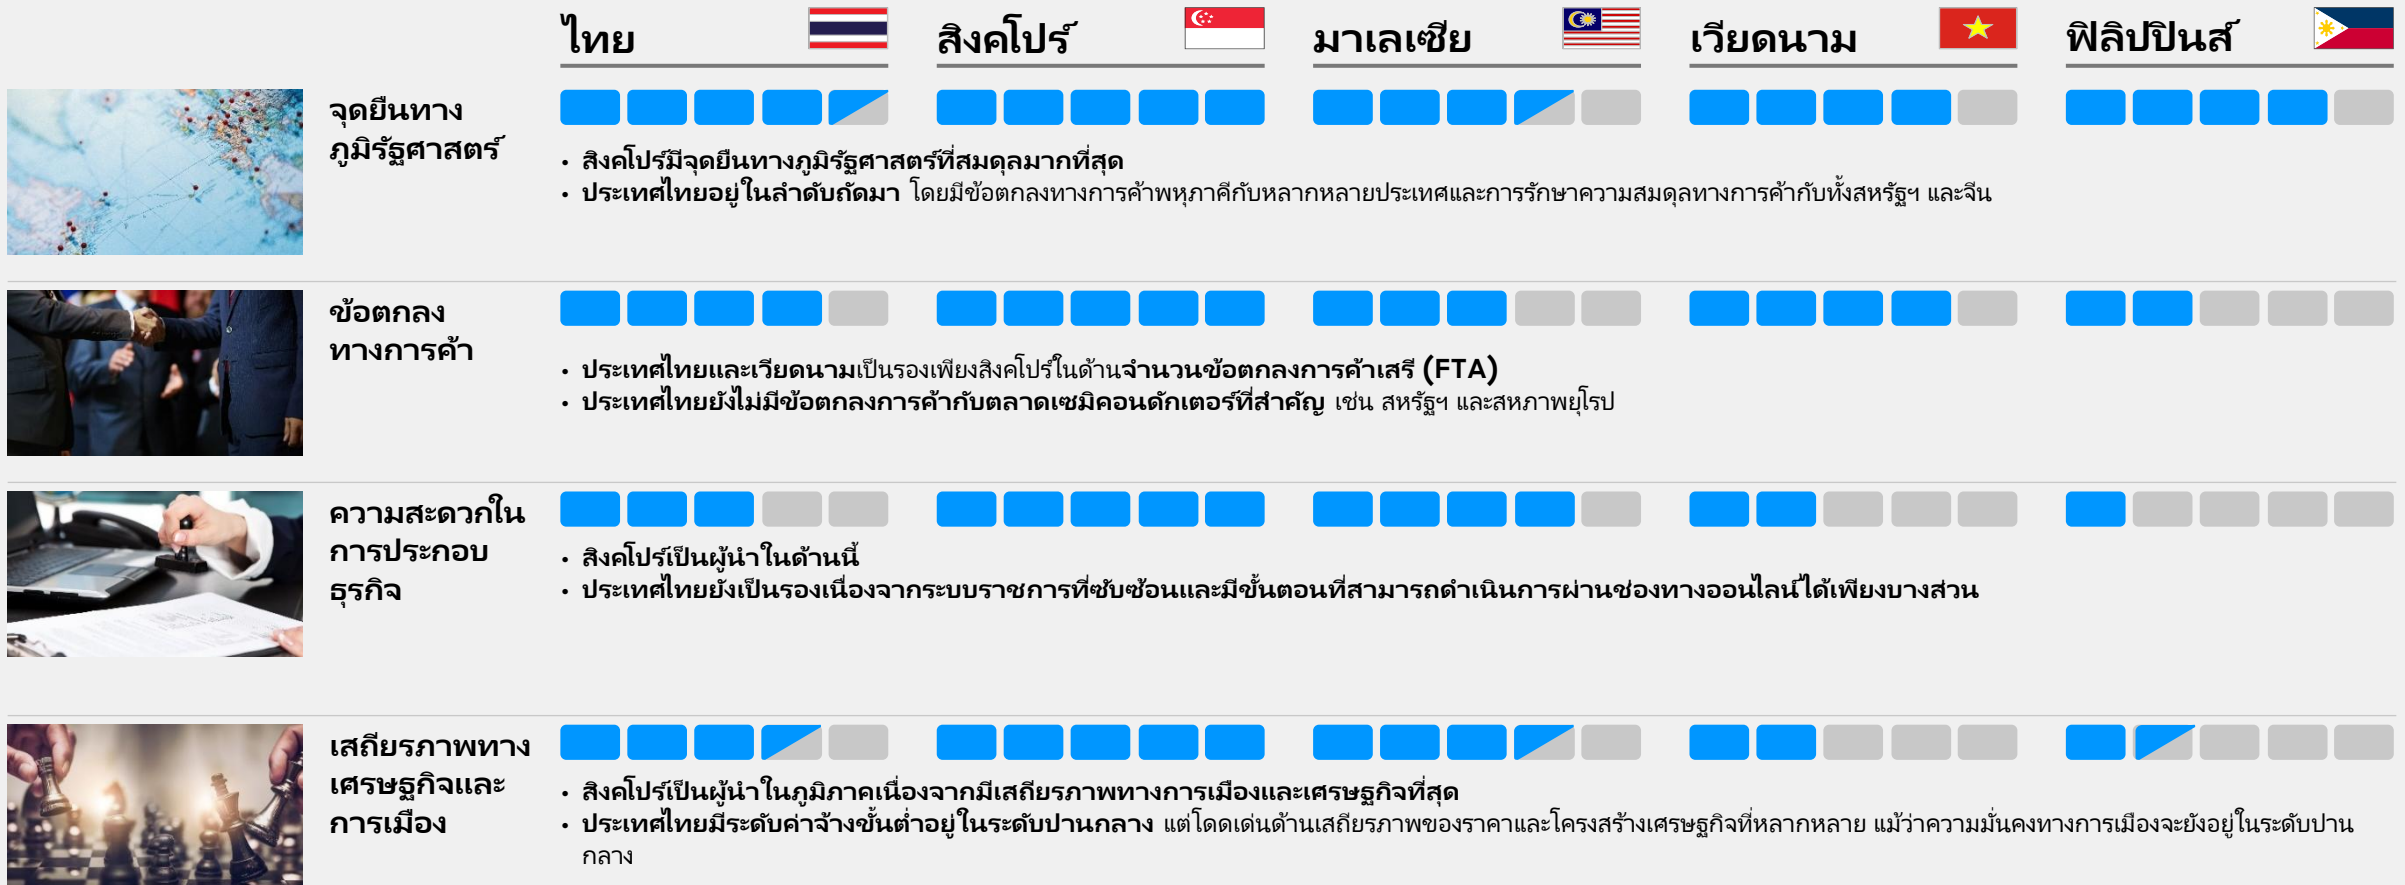 ไทย สิงคโปร์ มาเลเซีย เวียดนาม ฟิลิปปินส์
จุดยืนทาง
ภูมิรัฐศาสตร์
• สิงคโปร์มีจุดยืนทางภูมิรัฐศาสตร์ที่สมดุลมากที่สุด
• ประเทศไทยอยู่ในลำดับถัดมา โดยมีข้อตกลงทางการค้าพหุภาคีกับหลากหลายประเทศและการรักษาความสมดุลทางการค้ากับทั้งสหรัฐฯ และจีน
ข้อตกลง
ทางการค้า
• ประเทศไทยและเวียดนามเป็นรองเพียงสิงคโปร์ในด้านจำนวนข้อตกลงการค้าเสรี (FTA)
• ประเทศไทยยังไม่มีข้อตกลงการค้ากับตลาดเซมิคอนดักเตอร์ที่สำคัญ เช่น สหรัฐฯ และสหภาพยุโรป
ความสะดวกใน
การประกอบ
ธุรกิจ
• สิงคโปร์เป็นผู้นำในด้านนี้
• ประเทศไทยยังเป็นรองเนื่องจากระบบราชการที่ซับซ้อนและมีขั้นตอนที่สามารถดำเนินการผ่านช่องทางออนไลน์ได้เพียงบางส่วน
เสถียรภาพทาง
เศรษฐกิจและ
การเมือง
• สิงคโปร์เป็นผู้นำในภูมิภาคเนื่องจากมีเสถียรภาพทางการเมืองและเศรษฐกิจที่สุด
• ประเทศไทยมีระดับค่าจ้างขั้นต่ำอยู่ในระดับปานกลาง แต่โดดเด่นด้านเสถียรภาพของราคาและโครงสร้างเศรษฐกิจที่หลากหลาย แม้ว่าความมั่นคงทางการเมืองจะยังอยู่ในระดับปาน
กลาง